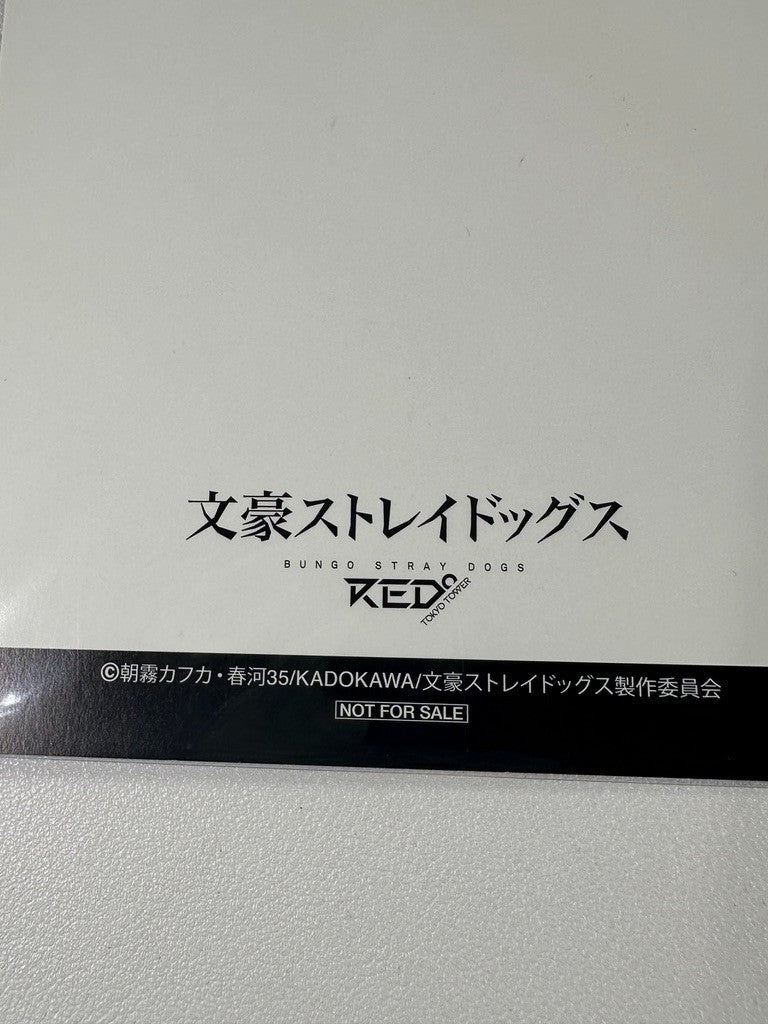 文豪ストレイドッグス
BUNGO STRAY DOGS
RED°
TOKYO TOWER
©朝霧カフカ・春河35/KADOKAWA/文豪ストレイドッグス製作委員会
NOT FOR SALE